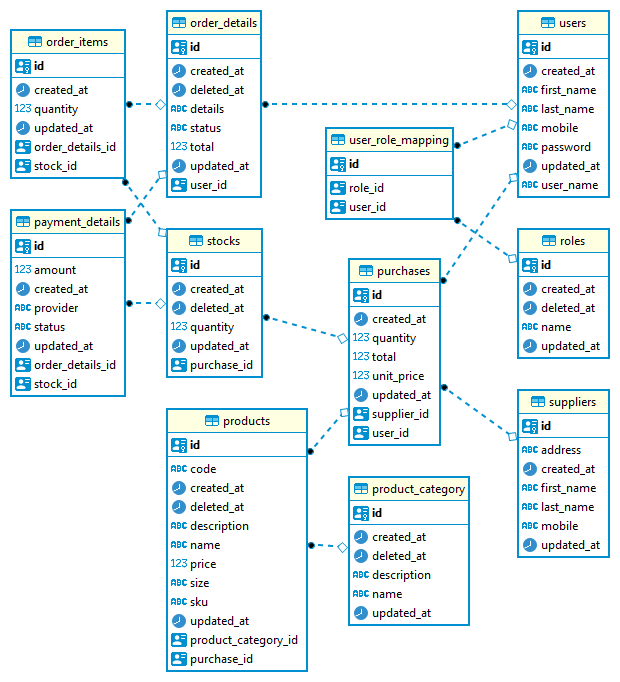 order_items
id
created_at
123 quantity
updated_at
order_details_id
stock_id
order_details
id
created_at
deleted_at
ABC details
ABC status
123 total
updated_at
user_id
users
id
created_at
ABC first_name
ABC last_name
ABC mobile
ABC password
updated_at
ABC user_name
user_role_mapping
id
role_id
user_id
payment_details
id
123 amount
created_at
ABC provider
ABC status
updated_at
order_details_id
stock_id
stocks
id
created_at
deleted_at
123 quantity
updated_at
purchase_id
purchases
id
created_at
123 quantity
123 total
123 unit_price
updated_at
supplier_id
user_id
roles
id
created_at
deleted_at
ABC name
updated_at
products
id
ABC code
created_at
deleted_at
ABC description
ABC name
123 price
ABC size
ABC sku
updated_at
product_category_id
purchase_id
product_category
id
created_at
deleted_at
ABC description
ABC name
updated_at
suppliers
id
ABC address
created_at
ABC first_name
ABC last_name
ABC mobile
updated_at